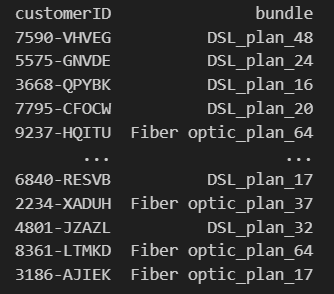 customerID bundle
7590-VHVEG DSL_plan_48
5575-GNVDE DSL_plan_24
3668-QPYBK DSL_plan_16
7795-CFOCW DSL_plan_20
9237-HQITU Fiber optic_plan_64
... ...
6840-RESVB DSL_plan_17
2234-XADUH Fiber optic_plan_37
4801-JZAZL DSL_plan_32
8361-LTMKD Fiber optic_plan_64
3186-AJIEK Fiber optic_plan_17